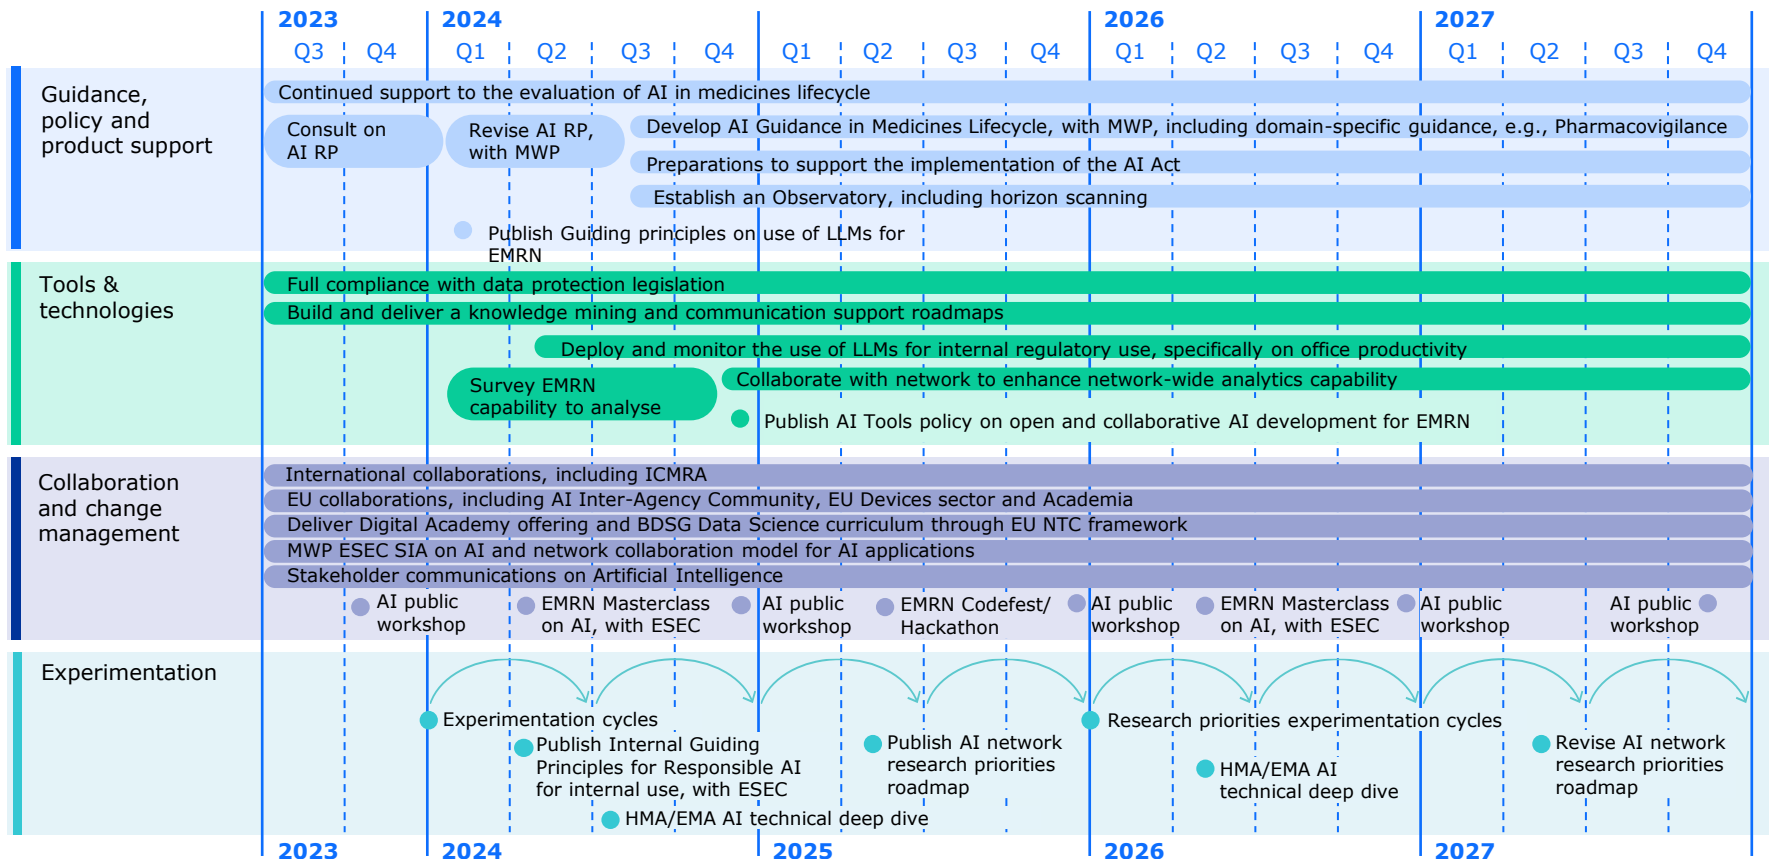 2023 2024 2026 2027
Q3 Q4 Q1 Q2 Q3 Q4 Q1 Q2 Q3 Q4 Q1 Q2 Q3 Q4 Q1 Q2 Q3 Q4
Guidance,
policy and
product support
Continued support to the evaluation of AI in medicines lifecycle
Consult on
AI RP
Revise AI RP,
with MWP
Develop AI Guidance in Medicines Lifecycle, with MWP, including domain-specific guidance, e.g., Pharmacovigilance
Preparations to support the implementation of the AI Act
Establish an Observatory, including horizon scanning
Publish Guiding principles on use of LLMs for
EMRN
Tools &
technologies
Full compliance with data protection legislation
Build and deliver a knowledge mining and communication support roadmaps
Deploy and monitor the use of LLMs for internal regulatory use, specifically on office productivity
Survey EMRN
capability to analyse
Collaborate with network to enhance network-wide analytics capability
Publish AI Tools policy on open and collaborative AI development for EMRN
Collaboration
and change
management
International collaborations, including ICMRA
EU collaborations, including AI Inter-Agency Community, EU Devices sector and Academia
Deliver Digital Academy offering and BDSG Data Science curriculum through EU NTC framework
MWP ESEC SIA on AI and network collaboration model for AI applications
Stakeholder communications on Artificial Intelligence
AI public
workshop
EMRN Masterclass
on AI, with ESEC
AI public
workshop
EMRN Codefest/
Hackathon
AI public
workshop
EMRN Masterclass
on AI, with ESEC
AI public
workshop
AI public
workshop
Experimentation
Experimentation cycles
Publish Internal Guiding
Principles for Responsible AI
for internal use, with ESEC
HMA/EMA AI technical deep dive
Publish AI network
research priorities
roadmap
Research priorities experimentation cycles
HMA/EMA AI
technical deep dive
Revise AI network
research priorities
roadmap
2023 2024 2025 2026 2027